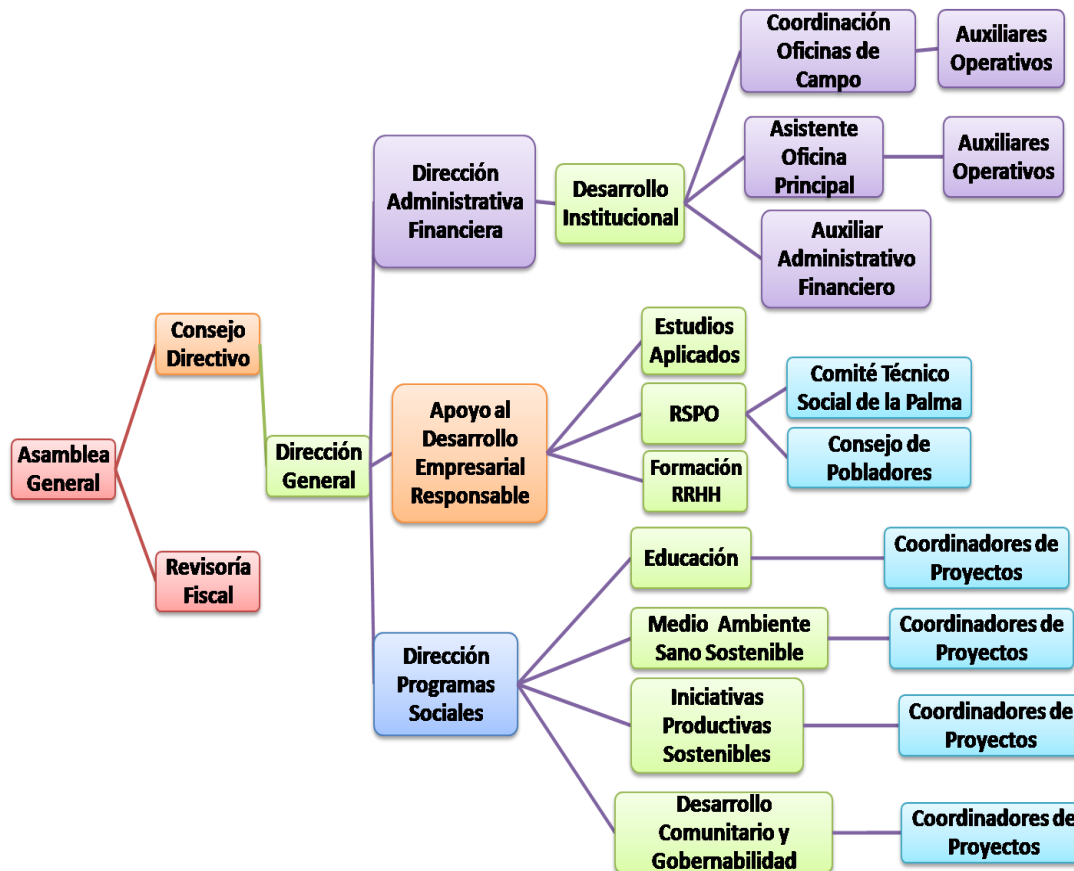 Asamblea
General
Consejo
Directivo
Revisoría
Fiscal
Dirección
General
Dirección
Administrativa
Financiera
Desarrollo
Institucional
Coordinación
Oficinas de
Campo
Auxiliares
Operativos
Asistente
Oficina
Principal
Auxiliares
Operativos
Auxiliar
Administrativo
Financiero
Apoyo al
Desarrollo
Empresarial
Responsable
Estudios
Aplicados
RSPO
Comité Técnico
Social de la Palma
Consejo de
Pobladores
Formación
RRHH
Dirección
Programas
Sociales
Educación
Coordinadores de
Proyectos
Medio Ambiente
Sano Sostenible
Coordinadores de
Proyectos
Iniciativas
Productivas
Sostenibles
Coordinadores de
Proyectos
Desarrollo
Comunitario y
Gobernabilidad
Coordinadores de
Proyectos